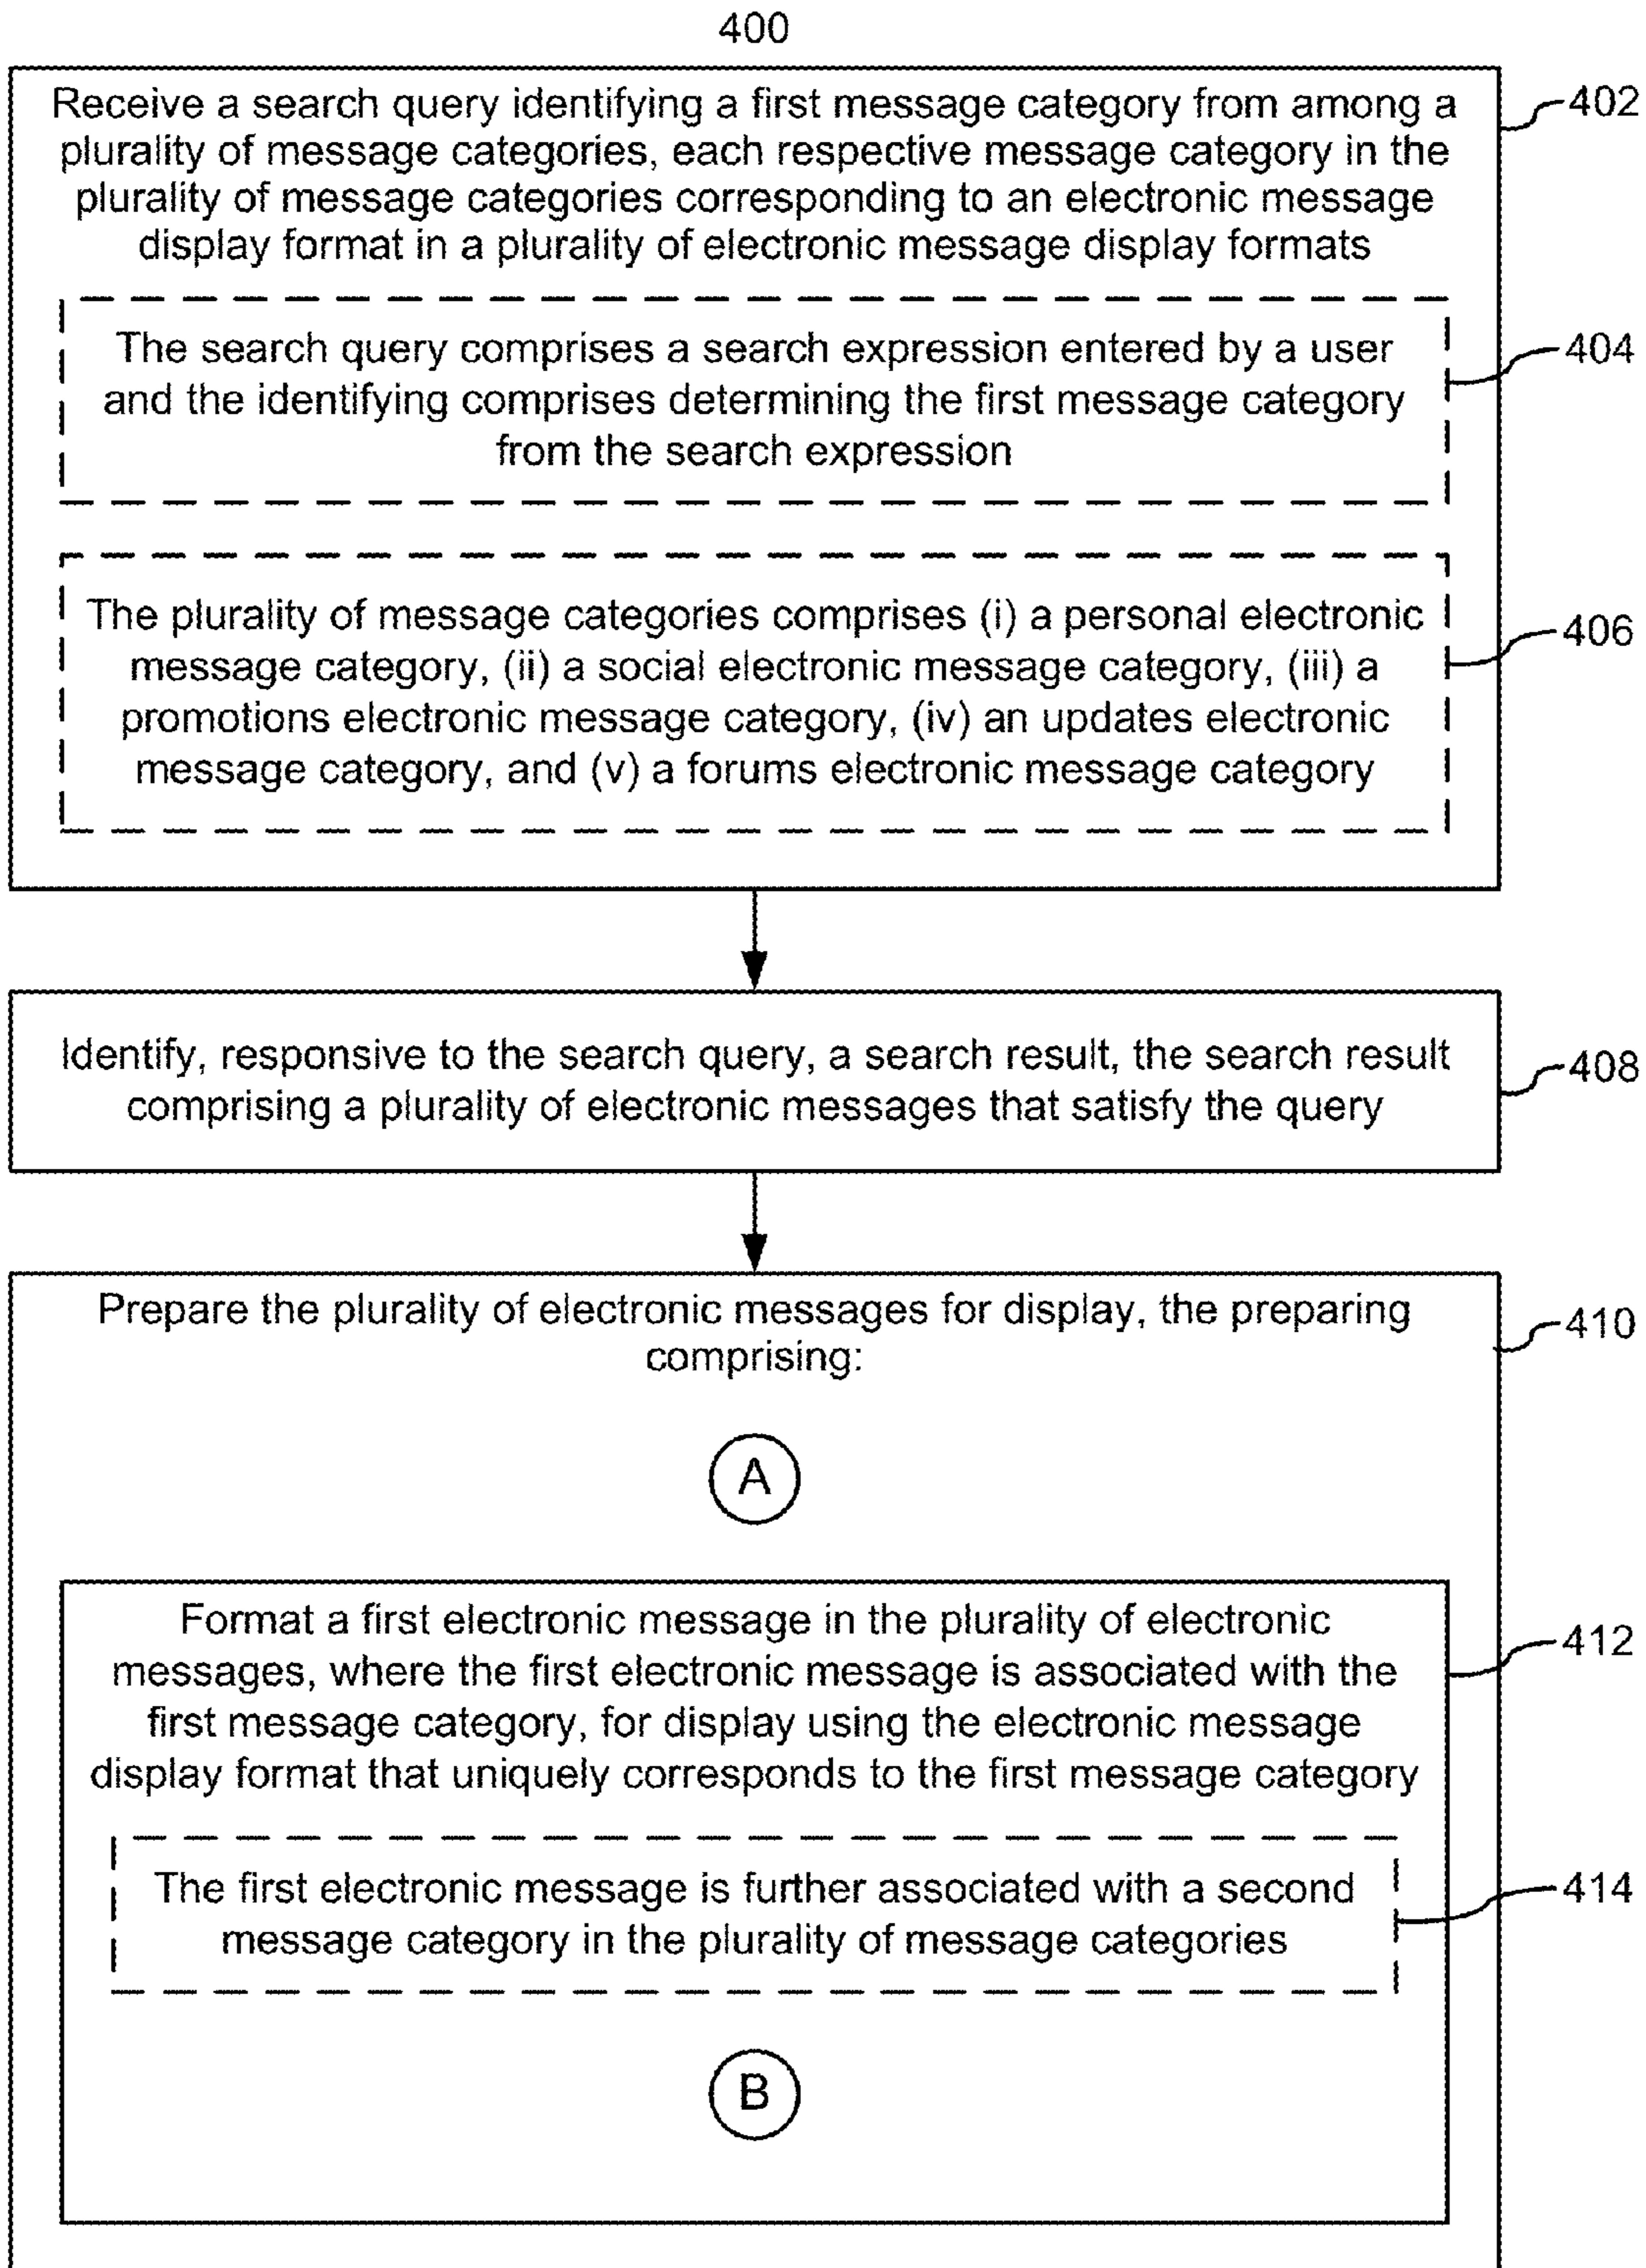 400
Receive a search query identifying a first message category from among a
plurality of message categories, each respective message category in the
plurality of message categories corresponding to an electronic message
display format in a plurality of electronic message display formats
402
The search query comprises a search expression entered by a user
and the identifying comprises determining the first message category
from the search expression
404
The plurality of message categories comprises (i) a personal electronic
message category, (ii) a social electronic message category, (iii) a
promotions electronic message category, (iv) an updates electronic
message category, and (v) a forums electronic message category
406
Identify, responsive to the search query, a search result, the search result
comprising a plurality of electronic messages that satisfy the query
408
Prepare the plurality of electronic messages for display, the preparing
comprising:
410
A
Format a first electronic message in the plurality of electronic
messages, where the first electronic message is associated with the
first message category, for display using the electronic message
display format that uniquely corresponds to the first message category
412
The first electronic message is further associated with a second
message category in the plurality of message categories
414
B